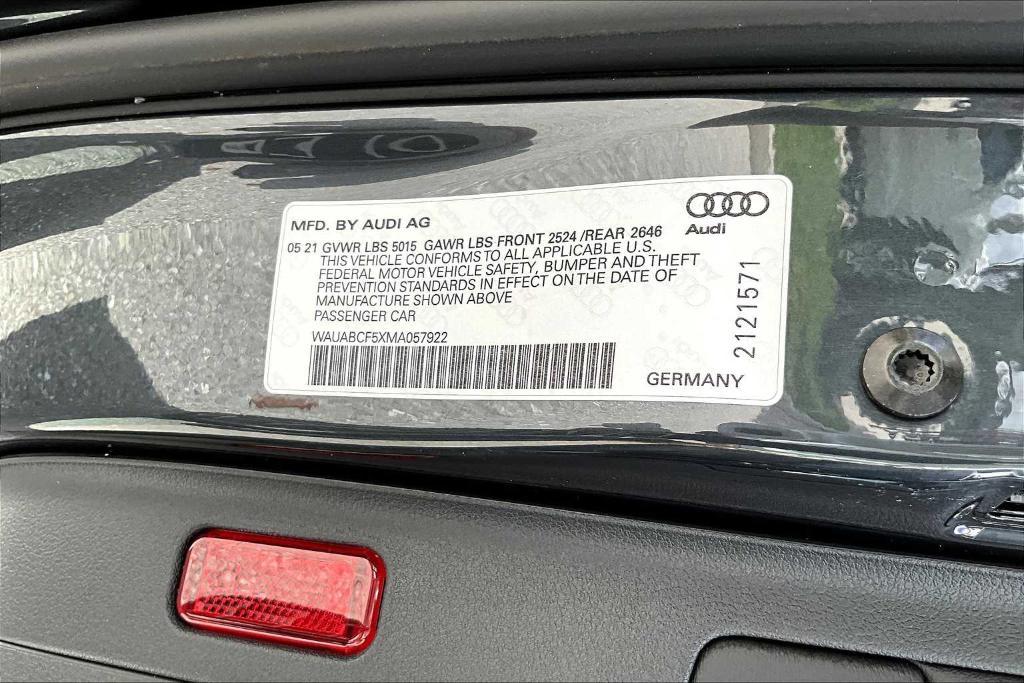 MFD. BY AUDI AG
Audi
05 21 GVWR LBS 5015 GAWR LBS FRONT 2524 /REAR 2646
THIS VEHICLE CONFORMS TO ALL APPLICABLE U.S.
FEDERAL MOTOR VEHICLE SAFETY, BUMPER AND THEFT
PREVENTION STANDARDS IN EFFECT ON THE DATE OF
MANUFACTURE SHOWN ABOVE
PASSENGER CAR
WAUABCF5XMA057922
GERMANY
2121571